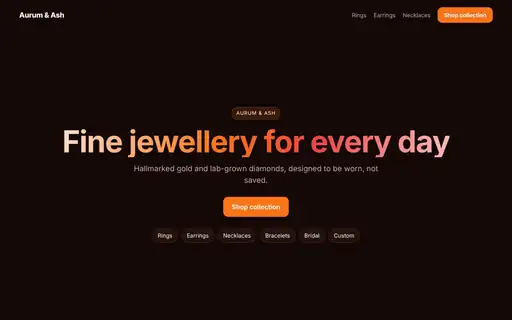 Aurum & Ash
Rings Earrings Necklaces Shop collection
AURUM & ASH
Fine jewellery for every day
Hallmarked gold and lab-grown diamonds, designed to be worn, not
saved.
Shop collection
Rings Earrings Necklaces Bracelets Bridal Custom